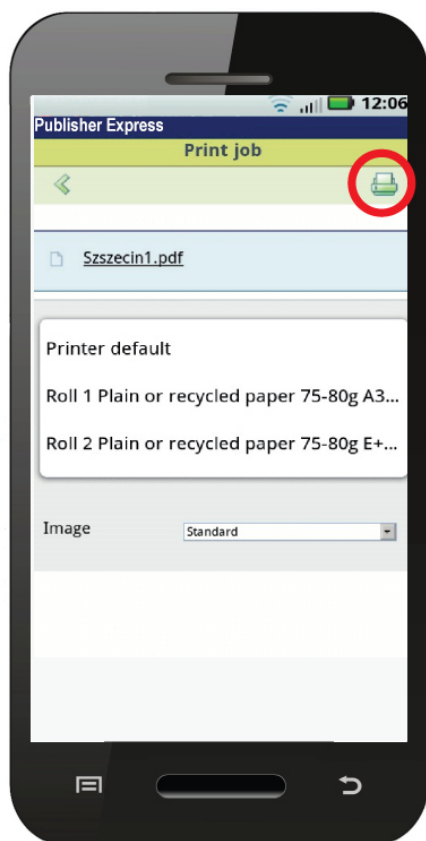 12:06
Publisher Express
Print job
Szszecin1.pdf
Printer default
Roll 1 Plain or recycled paper 75-80g A3...
Roll 2 Plain or recycled paper 75-80g E+...
Image
Standard